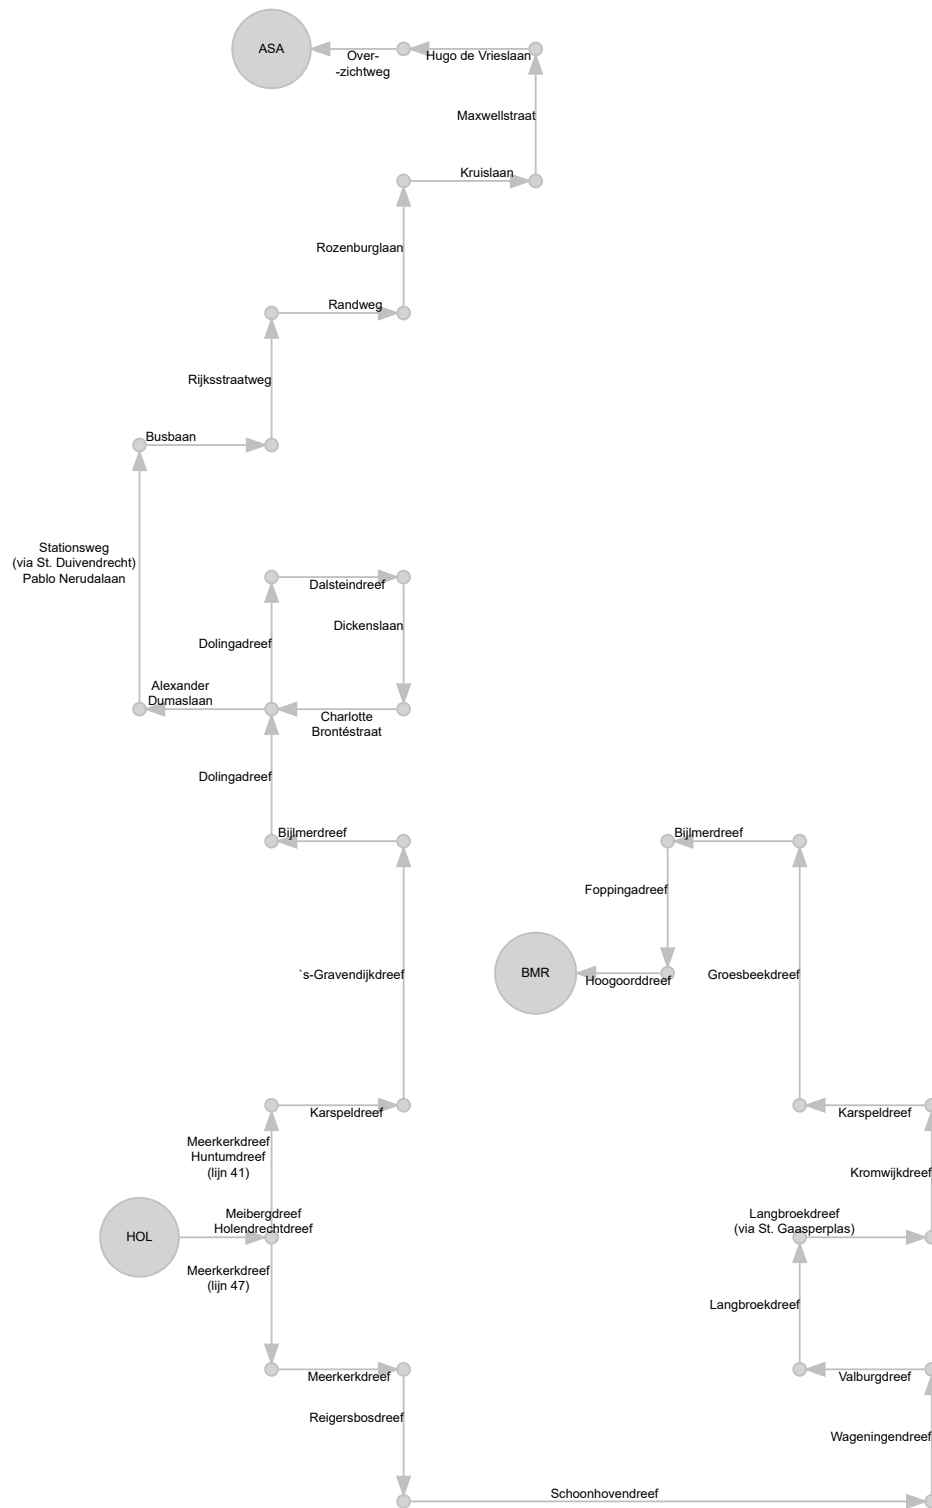 ASA
Over-
-zichtweg
Hugo de Vrieslaan
Maxwellstraat
Kruislaan
Rozenburglaan
Randweg
Rijksstraatweg
Busbaan
Stationsweg
(via St. Duivendrecht)
Pablo Nerudalaan
Dalsteindreef
Dickenslaan
Dolingadreef
Alexander
Dumaslaan
Charlotte
Brontéstraat
Dolingadreef
Bijlmerdreef
Bijlmerdreef
Foppingadreef
`s-Gravendijkdreef
BMR
Hoogoorddreef
Groesbeekdreef
Karspeldreef
Karspeldreef
Meerkerkdreef
Huntumdreef
(lijn 41)
Kromwijkdreef
HOL
Meibergdreef
Holendrechtdreef
Langbroekdreef
(via St. Gaasperplas)
Meerkerkdreef
(lijn 47)
Langbroekdreef
Meerkerkdreef
Valburgdreef
Reigersbosdreef
Wageningendreef
Schoonhovendreef